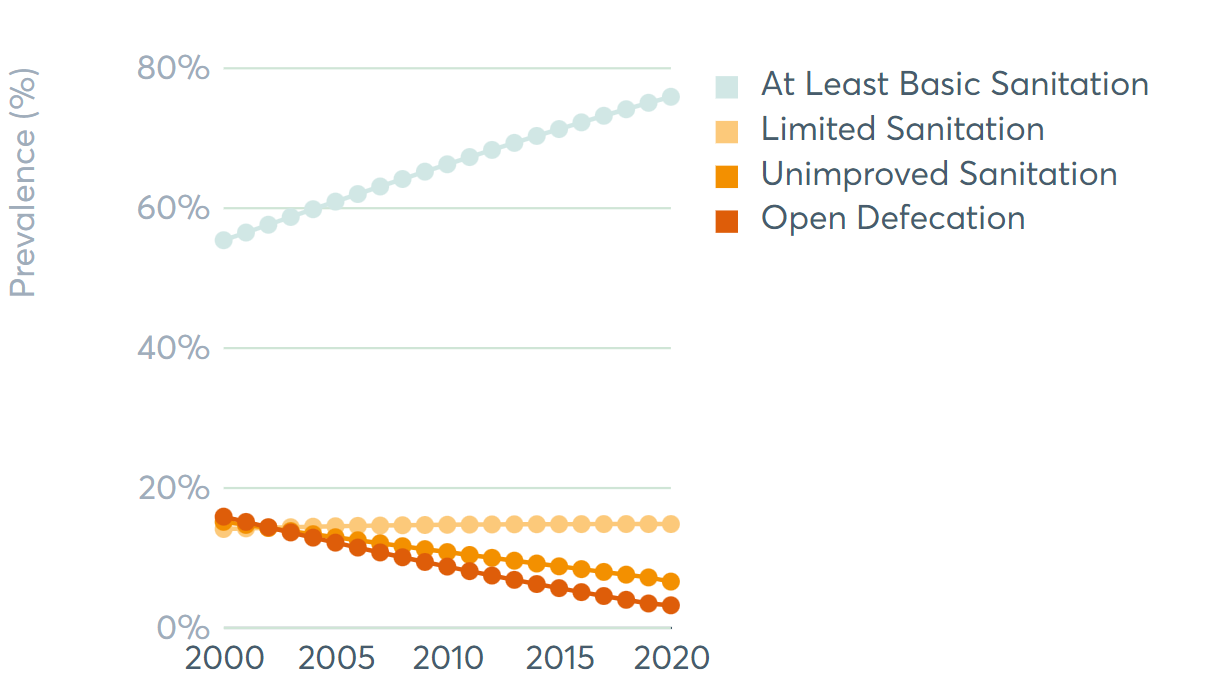 Prevalence (%)
80%
60%
40%
20%
0%
2000 2005 2010 2015 2020
At Least Basic Sanitation
Limited Sanitation
Unimproved Sanitation
Open Defecation